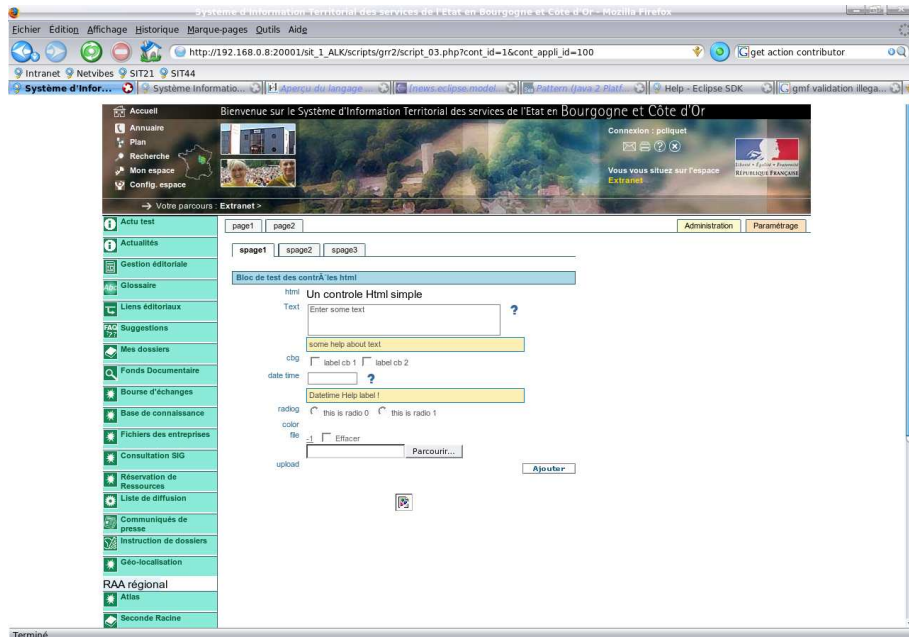 Système d'Information Territorial des services de l'Etat en Bourgogne et Côte d'Or - Mozilla Firefox
Fichier Édition Affichage Historique Marque-pages Outils Aide
http://192.168.0.8:20001/sit_1_ALK/scripts/grr2/script_03.php?cont_id=1&cont_appli_id=100
get action contributor
Intranet Netvibes SIT21 SIT44
Système d'Infor... Système Informatio... Aperçu du langage ... (news.eclipse.model... Pattern (Java 2 Platf... Help - Eclipse SDK gmf validation illega...
Accueil
Bienvenue sur le Système d'Information Territorial des services de l'Etat en Bourgogne et Côte d'Or
Annuaire
Plan
Recherche
Mon espace
Config. espace
Connexion : pcliquet
Vous vous situez sur l'espace
Extranet
Liberté • Égalité • Fraternité
RÉPUBLIQUE FRANÇAISE
Votre parcours : Extranet >
Actu test
Actualités
Gestion éditoriale
Glossaire
Liens éditoriaux
Suggestions
Mes dossiers
Fonds Documentaire
Bourse d'échanges
Base de connaissance
Fichiers des entreprises
Consultation SIG
Réservation de
Ressources
Liste de diffusion
Communiqués de
presse
Instruction de dossiers
Géo-localisation
RAA régional
Atlas
Seconde Racine
page1 page2
Administration Paramétrage
spage1 spage2 spage3
Bloc de test des contrÃ´les html
html Un controle Html simple
Text Enter some text ?
some help about text
cbg label cb 1 label cb 2
date time ?
Datetime Help label !
radiog this is radio 0 this is radio 1
color
file -1 Effacer
Parcourir...
upload Ajouter
Terminé